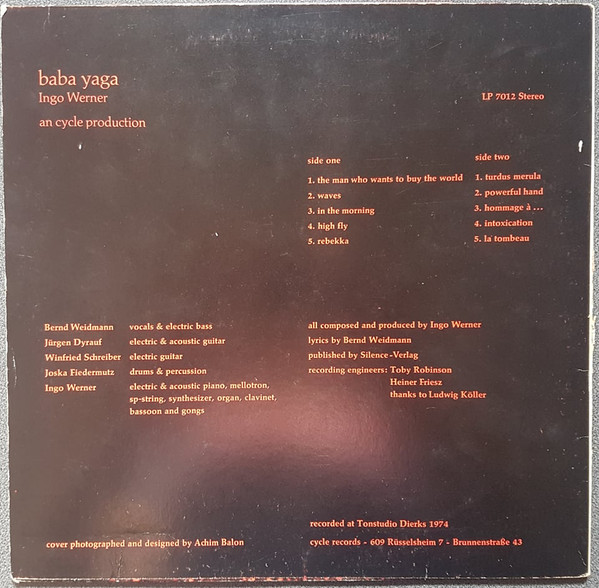 baba yaga
Ingo Werner
an cycle production
LP 7012 Stereo
side one
1. the man who wants to buy the world
2. waves
3. in the morning
4. high fly
5. rebekka
side two
1. turdus merula
2. powerful hand
3. hommage à ...
4. intoxication
5. la tombeau
Bernd Weidmann vocals & electric bass
Jürgen Dyrauf electric & acoustic guitar
Winfried Schreiber electric guitar
Joska Fiedermutz drums & percussion
Ingo Werner electric & acoustic piano, mellotron,
sp-string, synthesizer, organ, clavinet,
bassoon and gongs
all composed and produced by Ingo Werner
lyrics by Bernd Weidmann
published by Silence-Verlag
recording engineers: Toby Robinson
Heiner Friesz
thanks to Ludwig Köller
cover photographed and designed by Achim Balon
recorded at Tonstudio Dierks 1974
cycle records - 609 Rüsselsheim 7 - Brunnenstraße 43